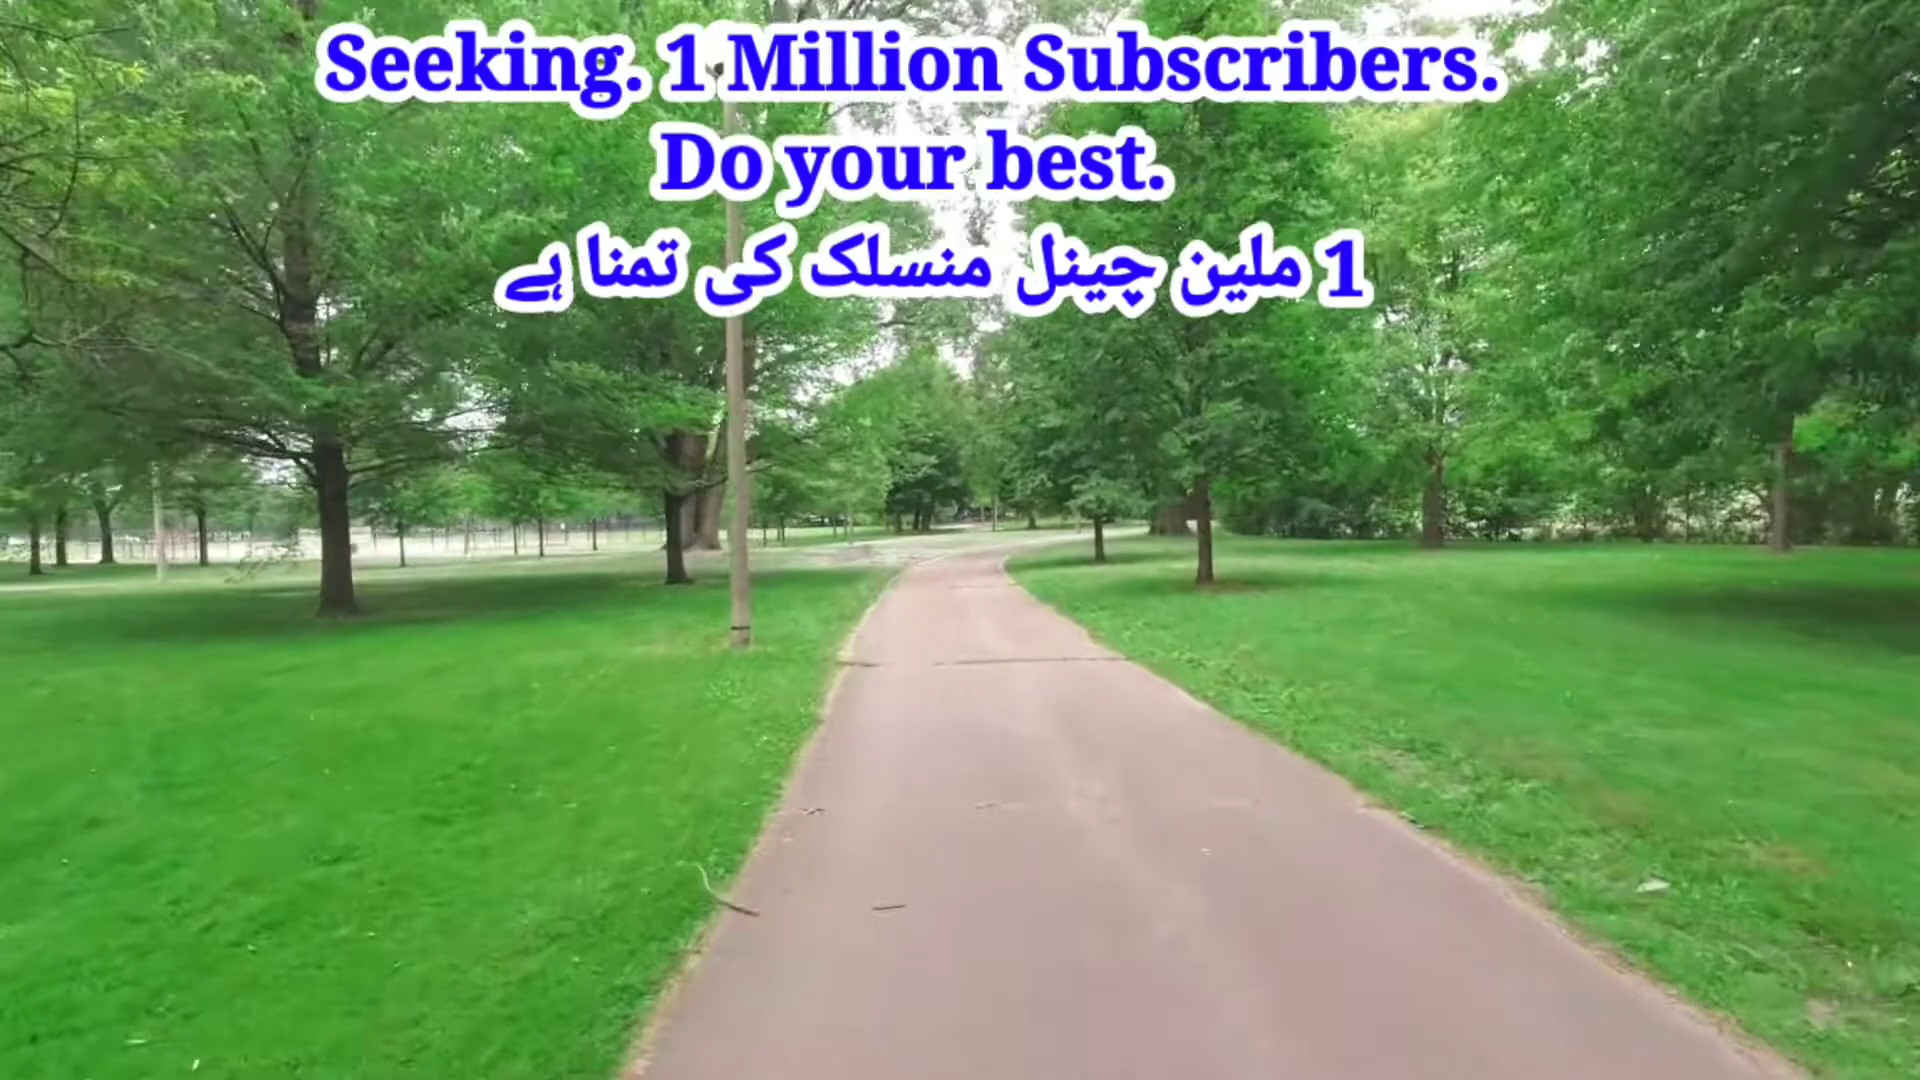 Seeking. 1 Million Subscribers.
Do your best.
1 ملین چینل منسلک کی تمنا ہے